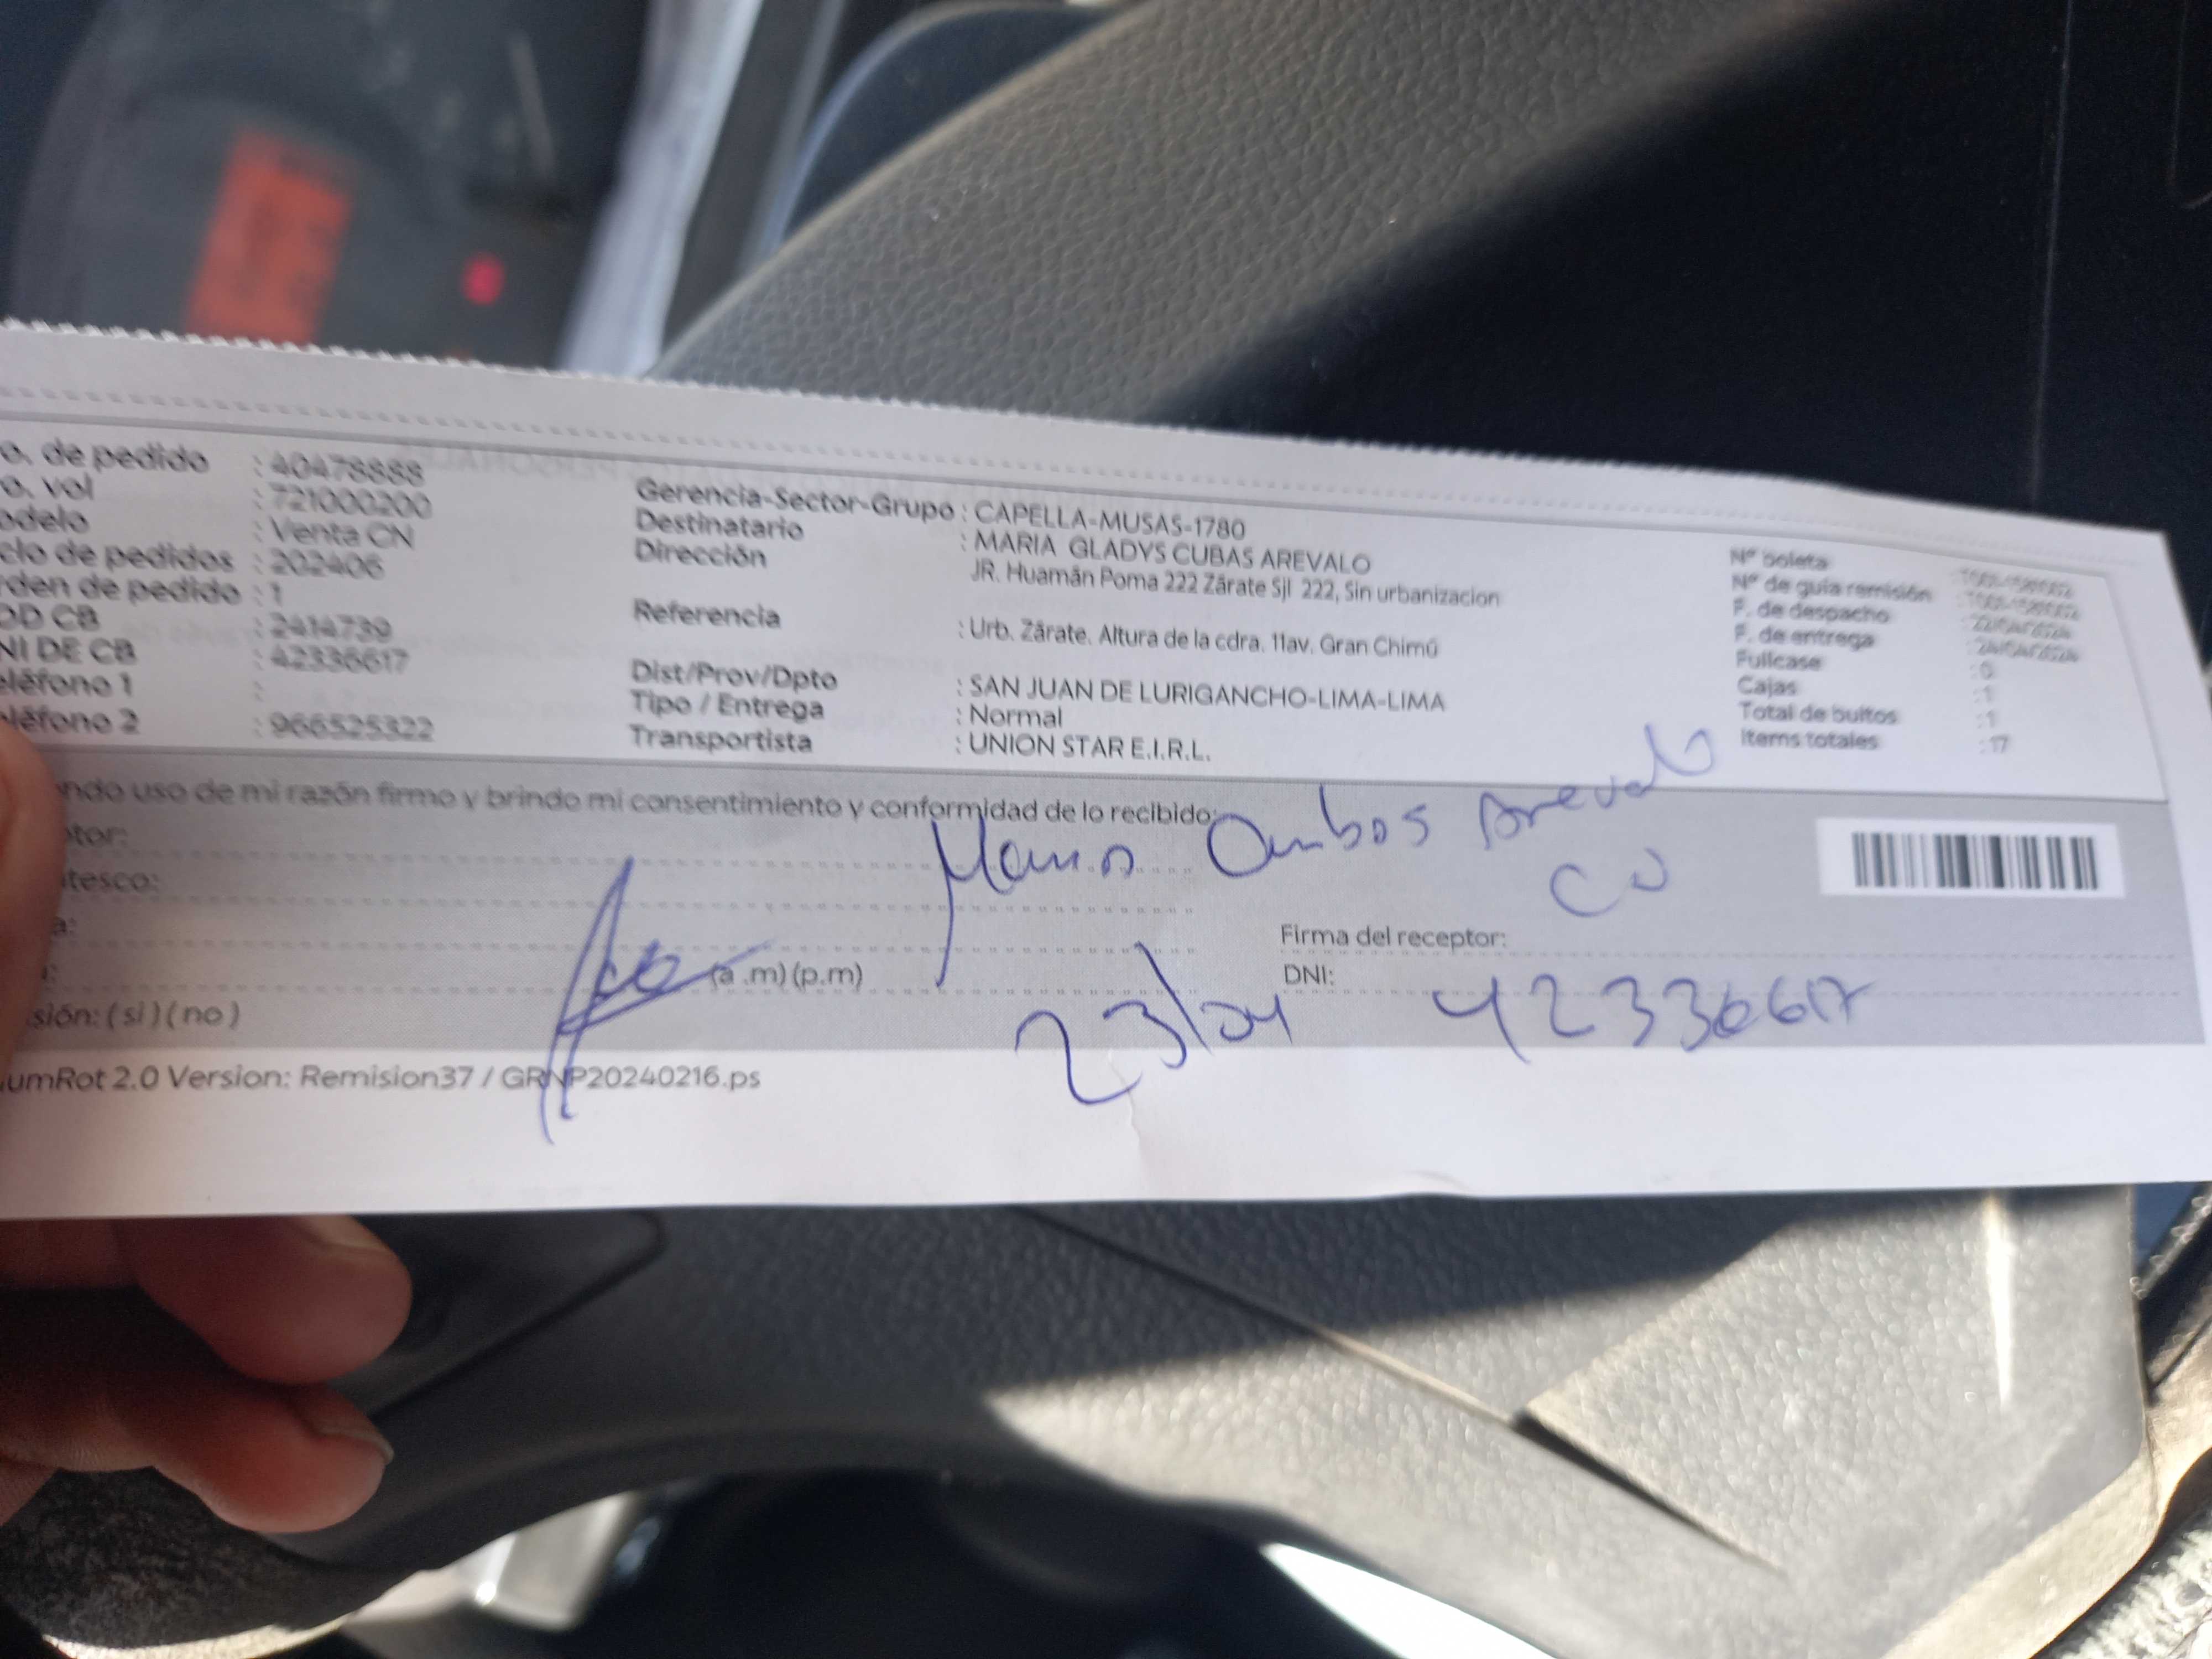 o. de pedido : 40478888
o. vol : 721000200
odelo : Venta CN
clo de pedidos : 202406
rden de pedido : 1
OD CB : 2414739
NI DE CB : 42336617
eléfono 1 :
eléfono 2 : 966525322
Gerencia-Sector-Grupo : CAPELLA-MUSAS-1780
Destinatario : MARIA GLADYS CUBAS AREVALO
Dirección JR. Huamán Poma 222 Zárate Sjl 222, Sin urbanizacion
Referencia : Urb. Zárate. Altura de la cdra. 11av. Gran Chimú
Dist/Prov/Dpto : SAN JUAN DE LURIGANCHO-LIMA-LIMA
Tipo / Entrega : Normal
Transportista : UNION STAR E.I.R.L.
Nº boleta
Nº de guía remisión
F. de despacho
F. de entrega
Fullcase : 0
Cajas : 1
Total de bultos : 1
Items totales : 17
ndo uso de mi razón firmo y brindo mi consentimiento y conformidad de lo recibido:
tor:
tesco:
a:
: (a .m) (p.m)
sión: ( si ) ( no )
Arevalo
Firma del receptor:
DNI: 42336617
23/04
umRot 2.0 Version: Remision37 / GRNP20240216.ps